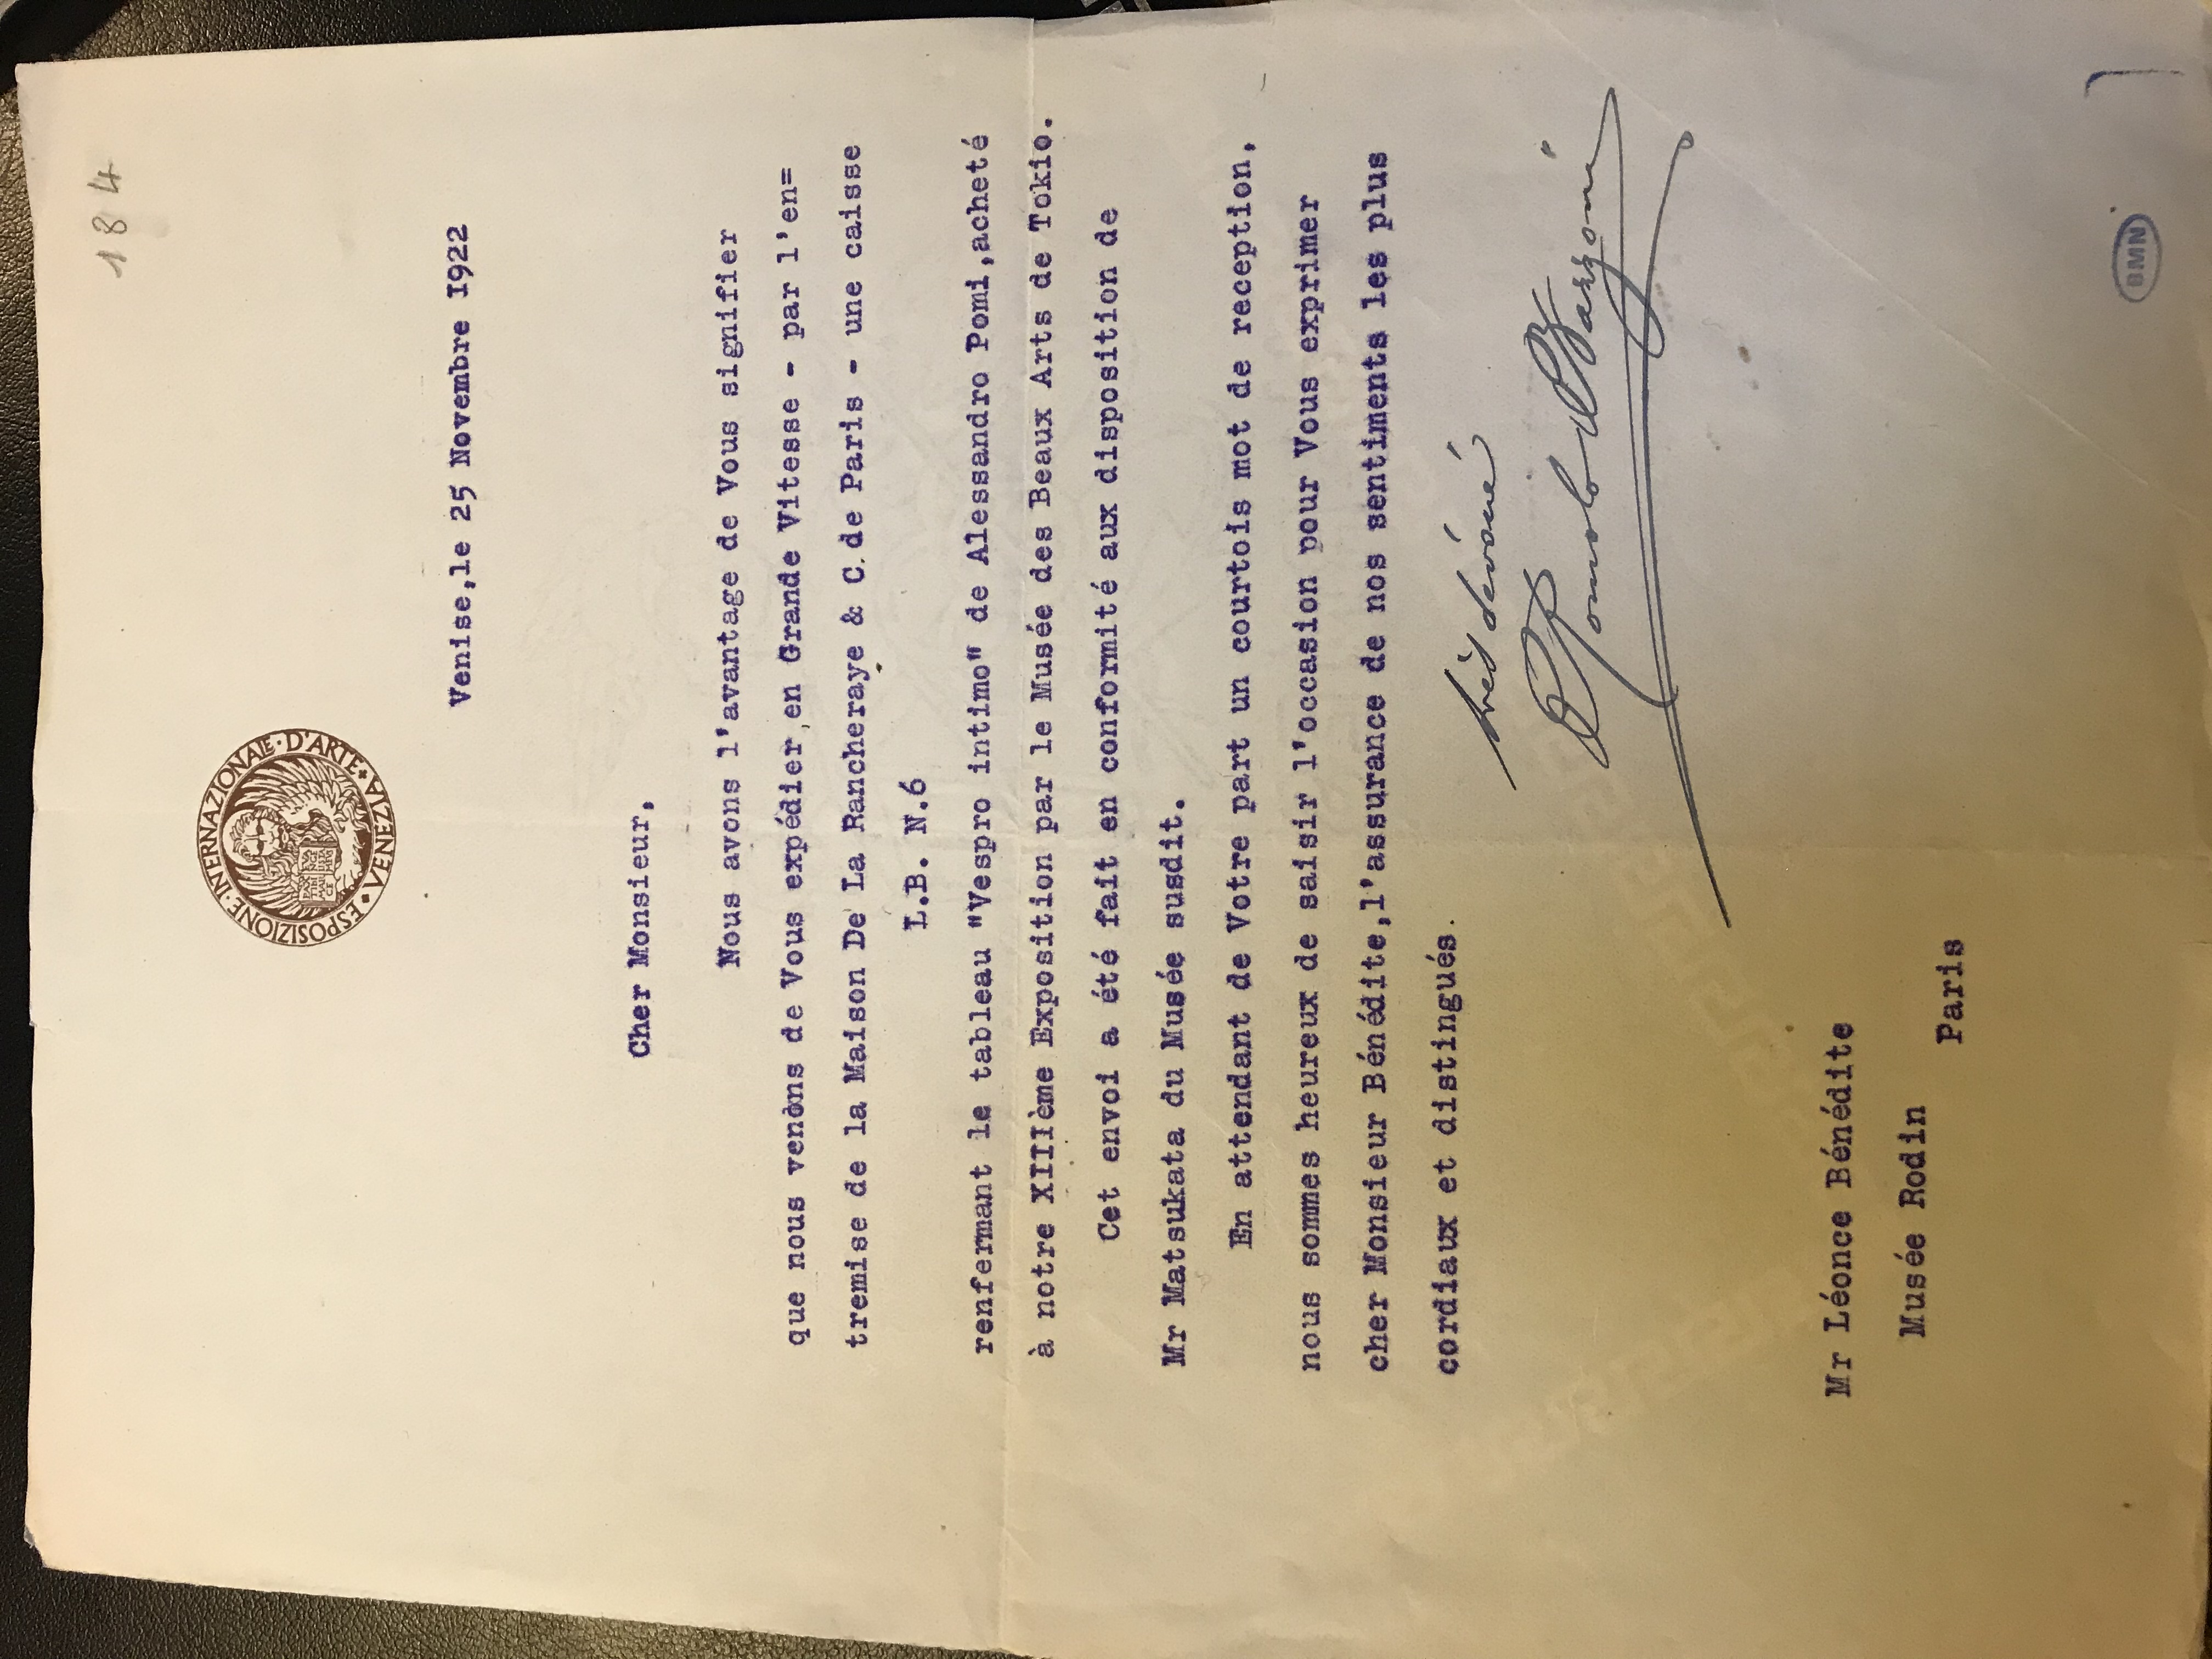 184
ESPOSIZIONE · INTERNAZIONALE · D'ARTE · VENEZIA ·
Venise,le 25 Novembre I922
Cher Monsieur,
Nous avons l'avantage de Vous signifier
que nous venons de Vous expédier en Grande Vitesse - par l'en=
tremise de la Maison De La Rancheraye & C. de Paris - une caisse
L.B. N.6
renfermant le tableau "Vespro intimo" de Alessandro Pomi,acheté
à notre XIIIème Exposition par le Musée des Beaux Arts de Tokio.
Cet envoi a été fait en conformité aux disposition de
Mr Matsukata du Musée susdit.
En attendant de Votre part un courtois mot de reception,
nous sommes heureux de saisir l'occasion pour Vous exprimer
cher Monsieur Bénédite,l'assurance de nos sentiments les plus
cordiaux et distingués.
très dévoué
Romolo Bazzoni
Mr Léonce Bénédite
Musée Rodin
Paris